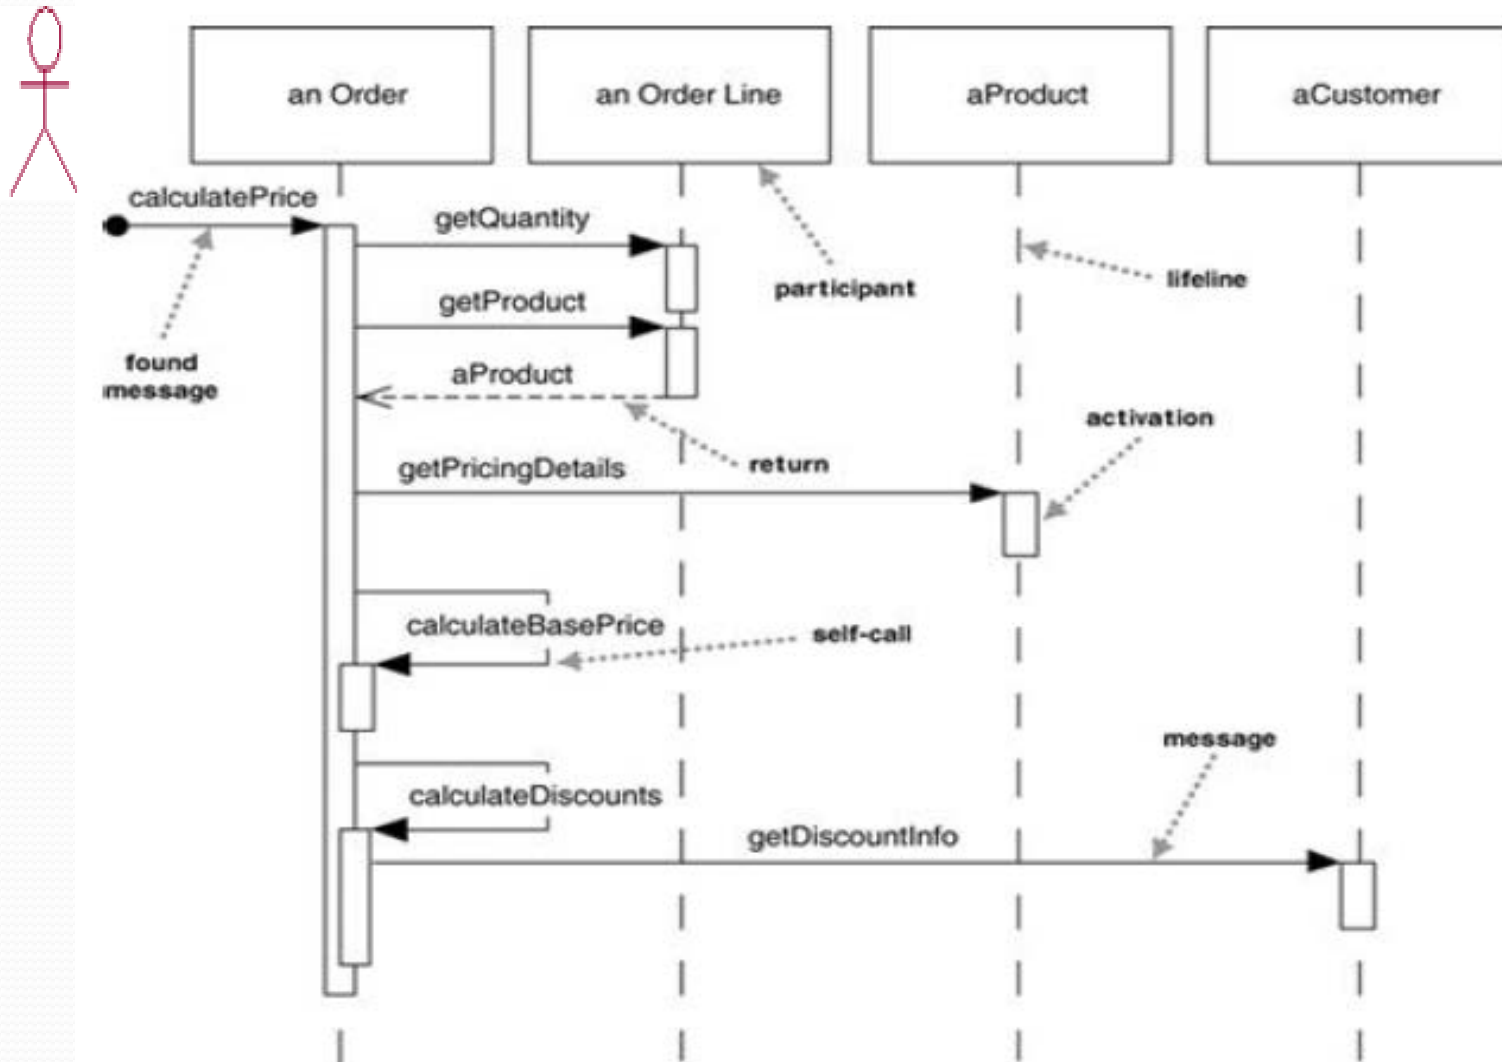 an Order
an Order Line
aProduct
aCustomer
calculatePrice
getQuantity
participant
lifeline
getProduct
found
message
aProduct
activation
return
getPricingDetails
calculateBasePrice
self-call
message
calculateDiscounts
getDiscountInfo